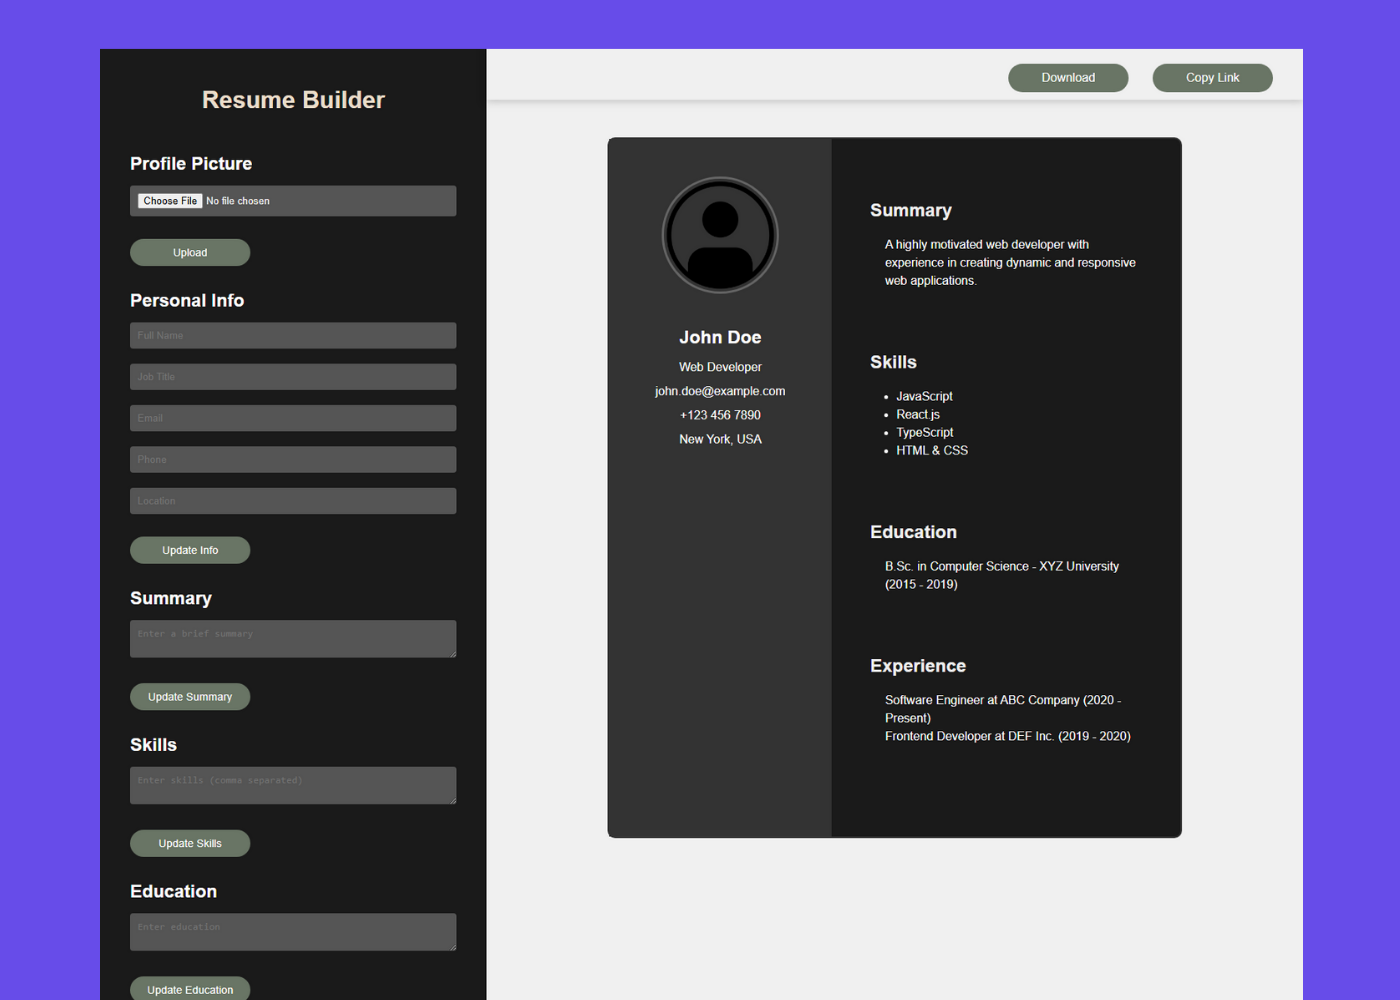 Resume Builder
Profile Picture
Choose File No file chosen
Upload
Personal Info
Full Name
Job Title
Email
Phone
Location
Update Info
Summary
Enter a brief summary
Update Summary
Skills
Enter skills (comma separated)
Update Skills
Education
Enter education
Update Education
Download
Copy Link
John Doe
Web Developer
john.doe@example.com
+123 456 7890
New York, USA
Summary
A highly motivated web developer with
experience in creating dynamic and responsive
web applications.
Skills
• JavaScript
• React.js
• TypeScript
• HTML & CSS
Education
B.Sc. in Computer Science - XYZ University
(2015 - 2019)
Experience
Software Engineer at ABC Company (2020 -
Present)
Frontend Developer at DEF Inc. (2019 - 2020)